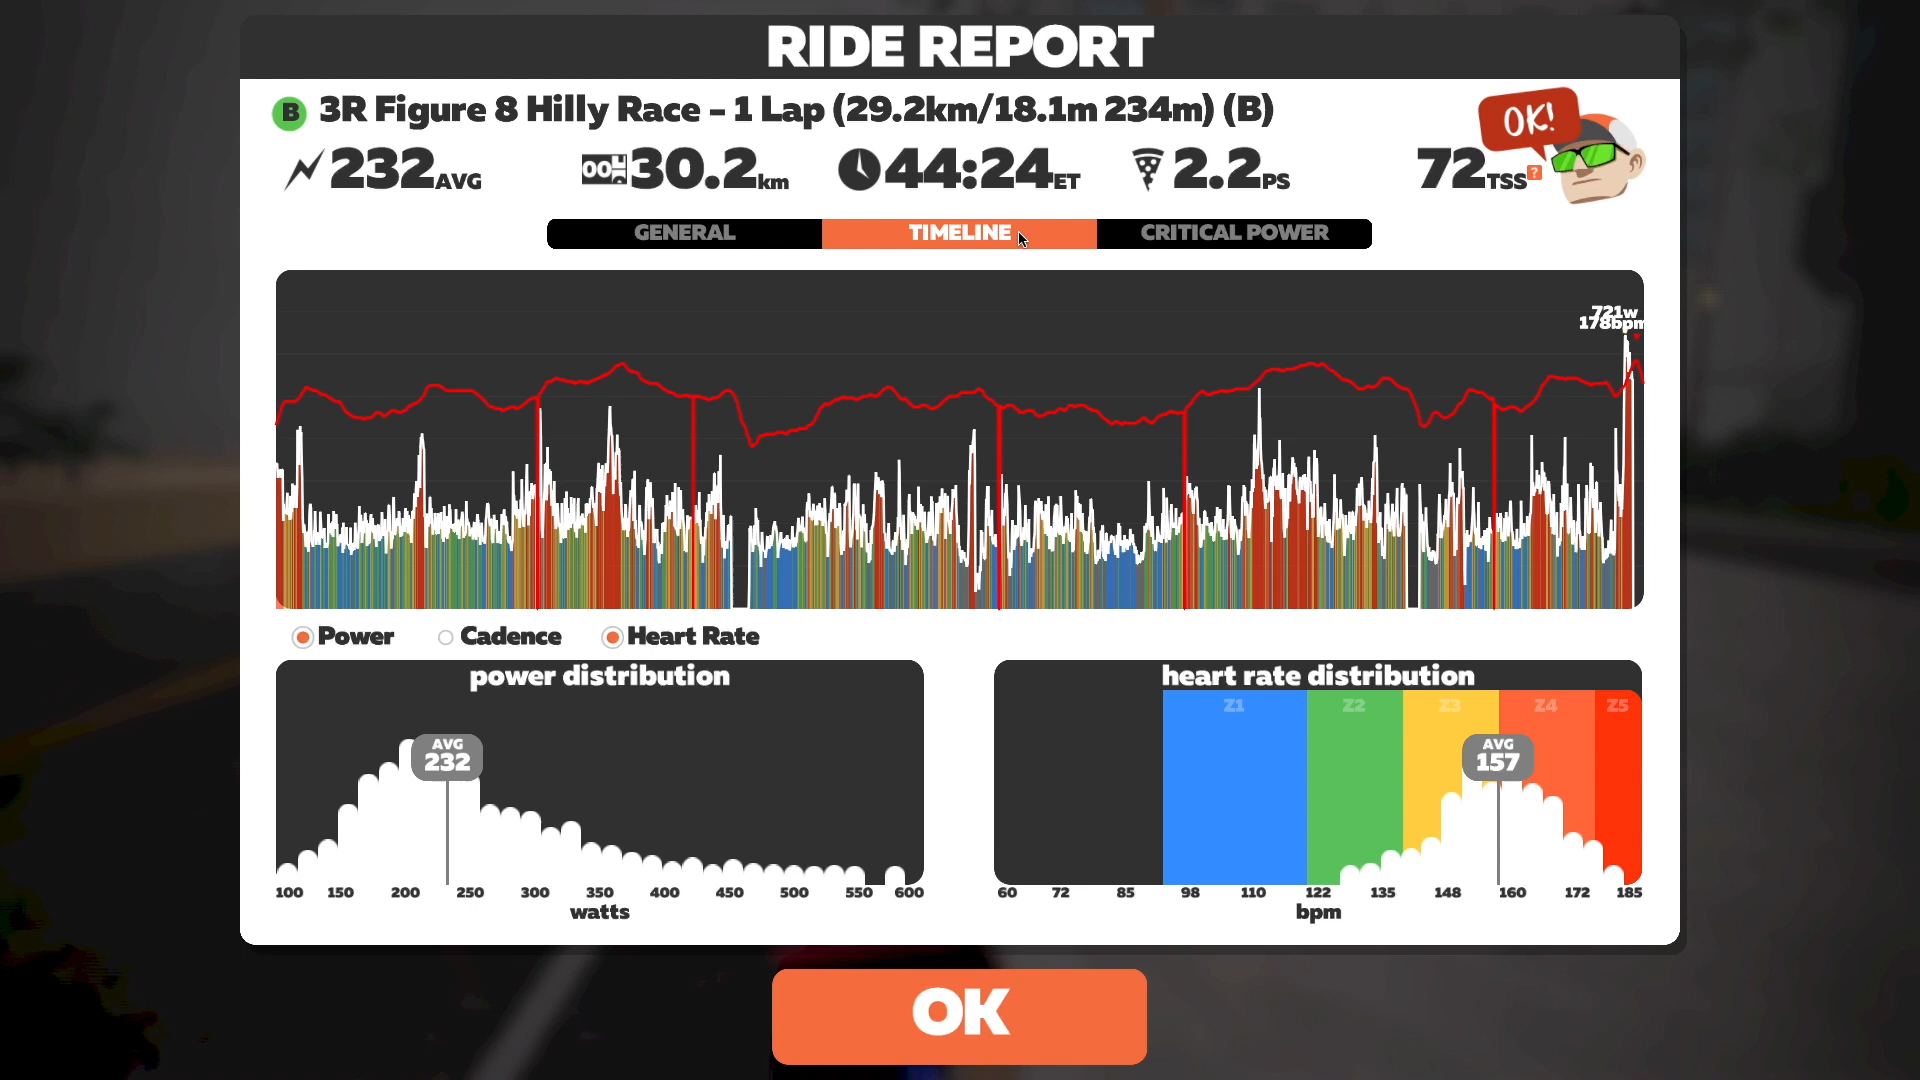 RIDE REPORT
B 3R Figure 8 Hilly Race - 1 Lap (29.2km/18.1m 234m) (B)
OK!
232AVG 30.2km 44:24ET 2.2PS 72TSS?
GENERAL TIMELINE CRITICAL POWER
721w
178bpm
Power Cadence Heart Rate
power distribution
AVG
232
100 150 200 250 300 350 400 450 500 550 600
watts
heart rate distribution
Z1 Z2 Z3 Z4 Z5
AVG
157
60 72 85 98 110 122 135 148 160 172 185
bpm
OK